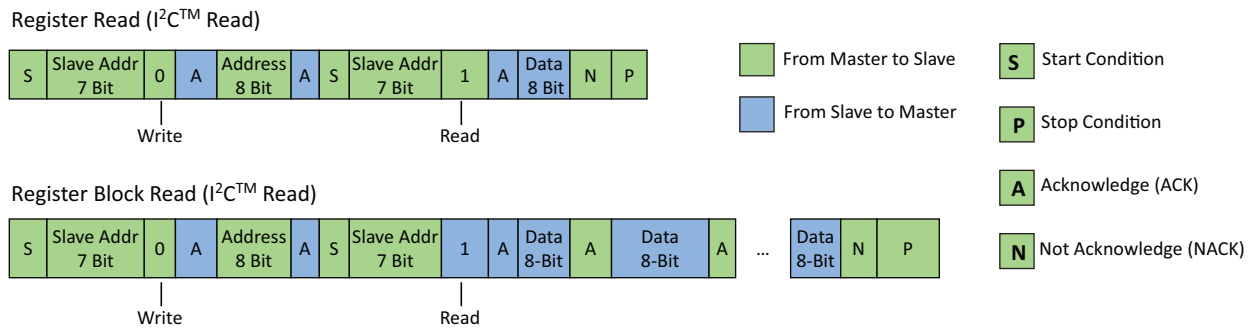 Register Read (I²C™ Read)
S Slave Addr 7 Bit 0 A Address 8 Bit A S Slave Addr 7 Bit 1 A Data 8 Bit N P
Write Read
From Master to Slave
From Slave to Master
S Start Condition
P Stop Condition
A Acknowledge (ACK)
N Not Acknowledge (NACK)
Register Block Read (I²C™ Read)
S Slave Addr 7 Bit 0 A Address 8 Bit A S Slave Addr 7 Bit 1 A Data 8-Bit A Data 8-Bit A ... Data 8-Bit N P
Write Read